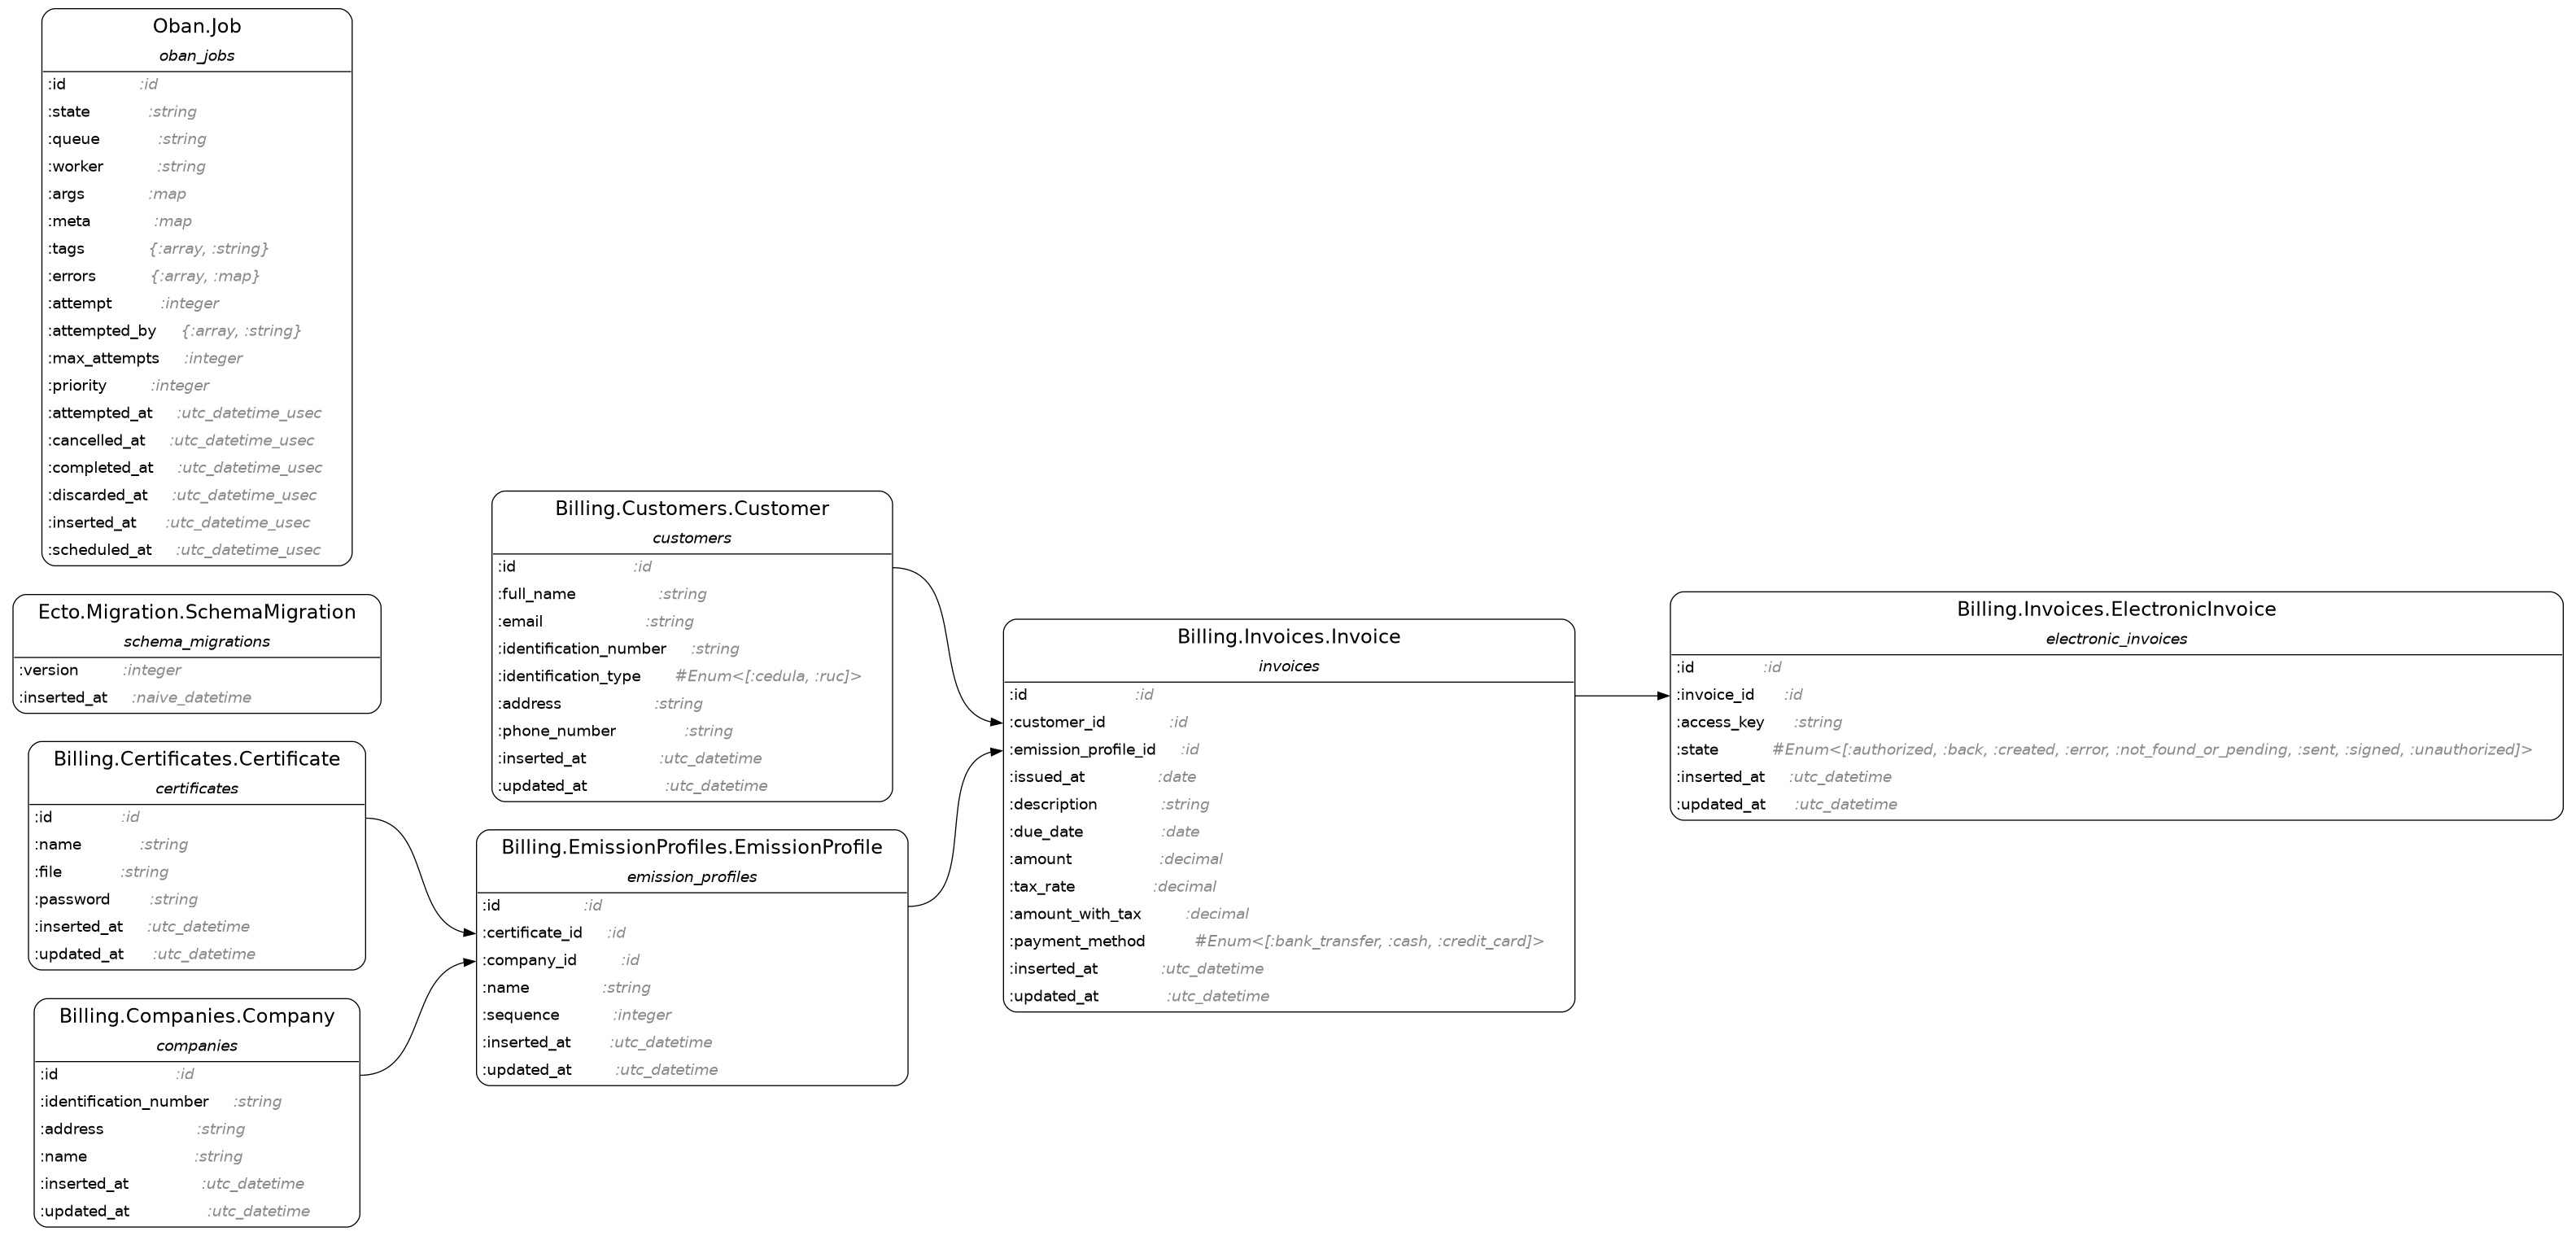 Oban.Job
oban_jobs
:id :id
:state :string
:queue :string
:worker :string
:args :map
:meta :map
:tags {:array, :string}
:errors {:array, :map}
:attempt :integer
:attempted_by {:array, :string}
:max_attempts :integer
:priority :integer
:attempted_at :utc_datetime_usec
:cancelled_at :utc_datetime_usec
:completed_at :utc_datetime_usec
:discarded_at :utc_datetime_usec
:inserted_at :utc_datetime_usec
:scheduled_at :utc_datetime_usec
Ecto.Migration.SchemaMigration
schema_migrations
:version :integer
:inserted_at :naive_datetime
Billing.Certificates.Certificate
certificates
:id :id
:name :string
:file :string
:password :string
:inserted_at :utc_datetime
:updated_at :utc_datetime
Billing.Companies.Company
companies
:id :id
:identification_number :string
:address :string
:name :string
:inserted_at :utc_datetime
:updated_at :utc_datetime
Billing.Customers.Customer
customers
:id :id
:full_name :string
:email :string
:identification_number :string
:identification_type #Enum<[:cedula, :ruc]>
:address :string
:phone_number :string
:inserted_at :utc_datetime
:updated_at :utc_datetime
Billing.EmissionProfiles.EmissionProfile
emission_profiles
:id :id
:certificate_id :id
:company_id :id
:name :string
:sequence :integer
:inserted_at :utc_datetime
:updated_at :utc_datetime
Billing.Invoices.Invoice
invoices
:id :id
:customer_id :id
:emission_profile_id :id
:issued_at :date
:description :string
:due_date :date
:amount :decimal
:tax_rate :decimal
:amount_with_tax :decimal
:payment_method #Enum<[:bank_transfer, :cash, :credit_card]>
:inserted_at :utc_datetime
:updated_at :utc_datetime
Billing.Invoices.ElectronicInvoice
electronic_invoices
:id :id
:invoice_id :id
:access_key :string
:state #Enum<[:authorized, :back, :created, :error, :not_found_or_pending, :sent, :signed, :unauthorized]>
:inserted_at :utc_datetime
:updated_at :utc_datetime